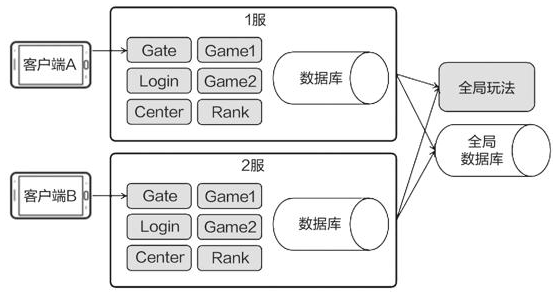 1服
客户端A
Gate
Game1
Login
Game2
Center
Rank
数据库
全局玩法
全局
数据库
2服
客户端B
Gate
Game1
Login
Game2
Center
Rank
数据库